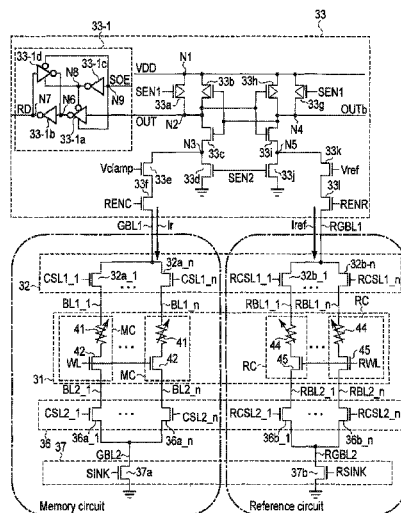 33-1
33
33-1d
33-1c
N8
SOE
VDD
N1
33b
33h
SEN1
33a
SEN1
33g
RD
N7
N6
N9
OUT
N2
OUTb
N4
33-1a
33-1b
N3
33c
33i
N5
33k
Vclamp
33e
33d
SEN2
33j
Vref
33f
33l
RENC
RENR
GBL1
Ir
Iref
RGBL1
32
32a_n
32b-n
CSL1_1
32a_1
CSL1_n
RCSL1_1
32b_1
RCSL1_n
BL1_1
BL1_n
RBL1_1
RBL1_n
RC
41
MC
41
44
44
42
WL
42
RC
45
45
RWL
31
MC
BL2_1
BL2_n
RBL2_1
RBL2_n
CSL2_1
CSL2_n
RCSL2_1
RCSL2_n
36
36a_1
36a_n
36b_1
36b_n
37
GBL2
RGBL2
SINK
37a
37b
RSINK
Memory circuit
Reference circuit